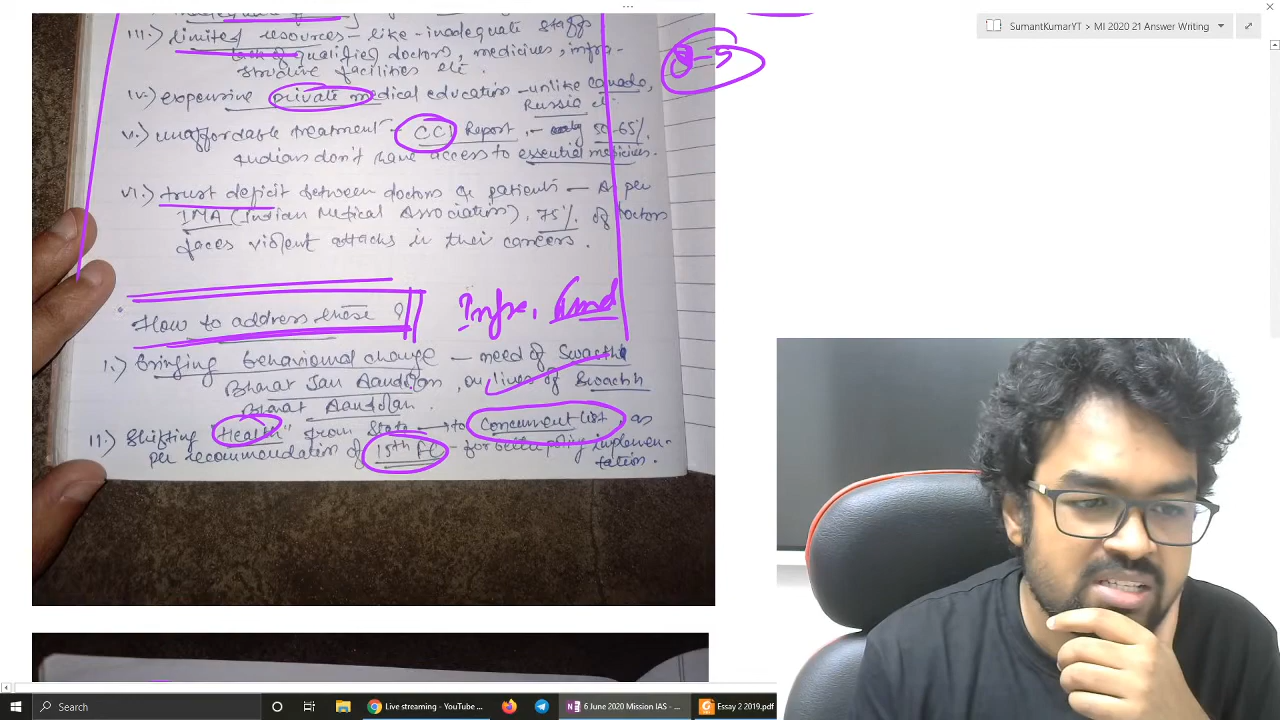 SumantKumarYT > MI 2020 21 Answer Writing
III.) limited resources – like – inadequate staff
lack of qualified doctors, medicines, infra-
structure facilities etc.
IV.) expensive private medical education – unlike Canada,
Russia etc.
V.) unaffordable treatment – CCI Report, – only 50-65%
Indians don't have access to essential medicines.
VI.) trust deficit between doctors & patients – As per
IMA (Indian Medical Association), 75% of doctors
faces violent attacks in their careers.
How to address these ?
Infra, fund
I.) Bringing behavioural change – need of Swachh
Bharat Jan Aandolan, on lines of Swachh
Bharat Aandolan.
II.) Shifting "Health" from State → to Concurrent list, as
per recommendation of 15th FC – for better policy implemen-
tation.
Search
Live streaming - YouTube ...
6 June 2020 Mission IAS - ...
Essay 2 2019.pdf